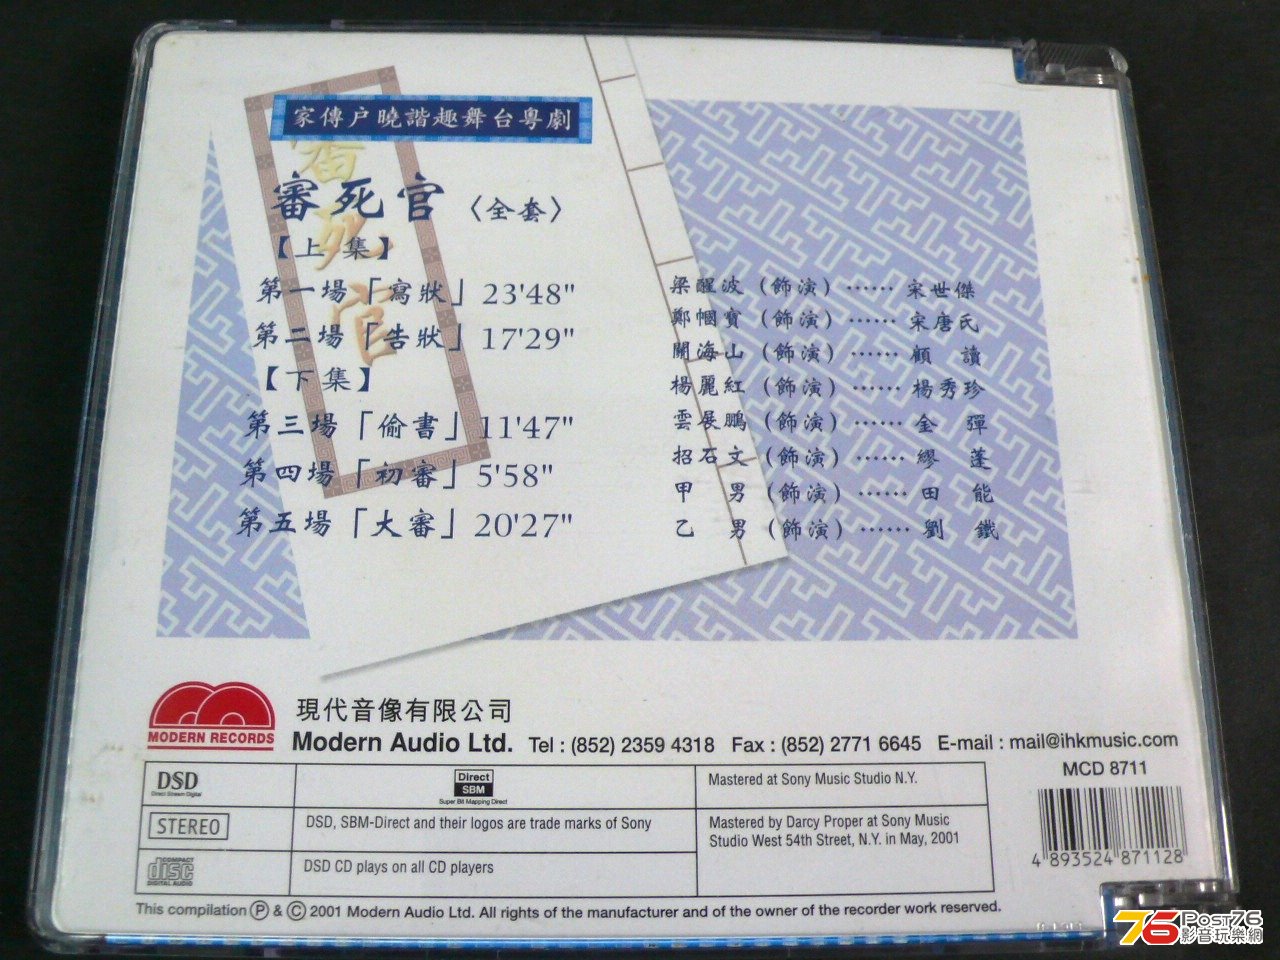 家傳户曉諧趣舞台粵劇
審死官
審死官〈全套〉
【上集】
第一場「寫狀」23'48"
第二場「告狀」17'29"
【下集】
第三場「偷書」11'47"
第四場「初審」5'58"
第五場「大審」20'27"
梁醒波(飾演)⋯⋯宋世傑
鄭幗寶(飾演)⋯⋯宋唐氏
關海山(飾演)⋯⋯顧 讀
楊麗紅(飾演)⋯⋯楊秀珍
雲展鵬(飾演)⋯⋯金 彈
招石文(飾演)⋯⋯繆 蓬
甲 男(飾演)⋯⋯田 能
乙 男(飾演)⋯⋯劉 鐵
MODERN RECORDS
現代音像有限公司
Modern Audio Ltd. Tel : (852) 2359 4318 Fax : (852) 2771 6645 E-mail : mail@ihkmusic.com
DSD
Direct Stream Digital
Direct
SBM
Super Bit Mapping Direct
Mastered at Sony Music Studio N.Y.
MCD 8711
STEREO
DSD, SBM-Direct and their logos are trade marks of Sony
Mastered by Darcy Proper at Sony Music
Studio West 54th Street, N.Y. in May, 2001
COMPACT
disc
DIGITAL AUDIO
DSD CD plays on all CD players
4 893524 871128
This compilation Ⓟ & © 2001 Modern Audio Ltd. All rights of the manufacturer and of the owner of the recorder work reserved.
76 Post76
影音玩樂網